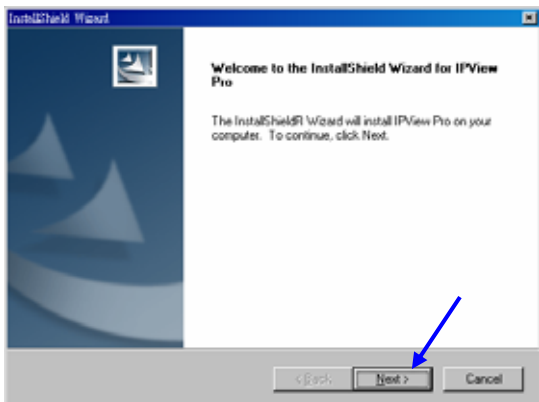 InstallShield Wizard
Welcome to the InstallShield Wizard for IPView
Pro
The InstallShieldR Wizard will install IPView Pro on your
computer. To continue, click Next.
< Back
Next >
Cancel